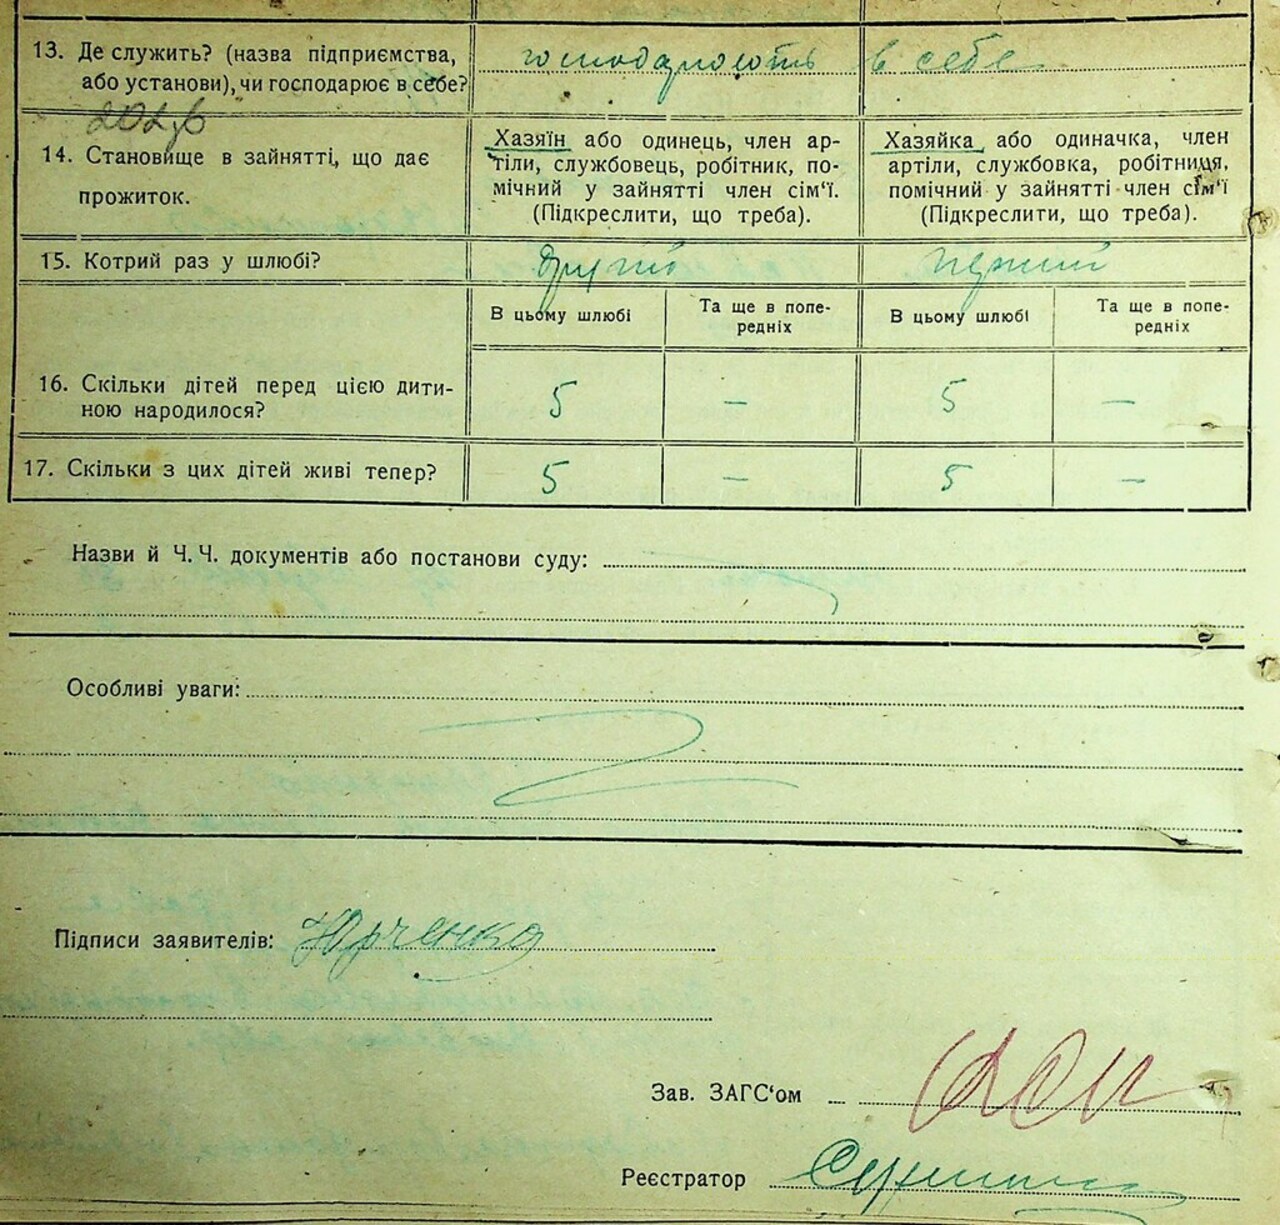 13. Де служить? (назва підприємства, господарюють в себе
або установи), чи господарює в себе?
14. Становище в зайнятті, що дає
прожиток.
Хазяїн або одинець, член ар-
тілі, службовець, робітник, по-
мічний у зайнятті член сім‘ї.
(Підкреслити, що треба).
Хазяйка або одиначка, член
артіли, службовка, робітниця,
помічний у зайнятті член сім‘ї
(Підкреслити, що треба).
15. Котрий раз у шлюбі? другий перший
В цьому шлюбі
Та ще в попе-
редніх
В цьому шлюбі
Та ще в попе-
редніх
16. Скільки дітей перед цією дити-
ною народилося?
5 — 5 —
17. Скільки з цих дітей живі тепер? 5 — 5 —
Назви й Ч. Ч. документів або постанови суду:
Особливі уваги:
Підписи заявителів: Юрченко
Зав. ЗАГС‘ом
Реєстратор